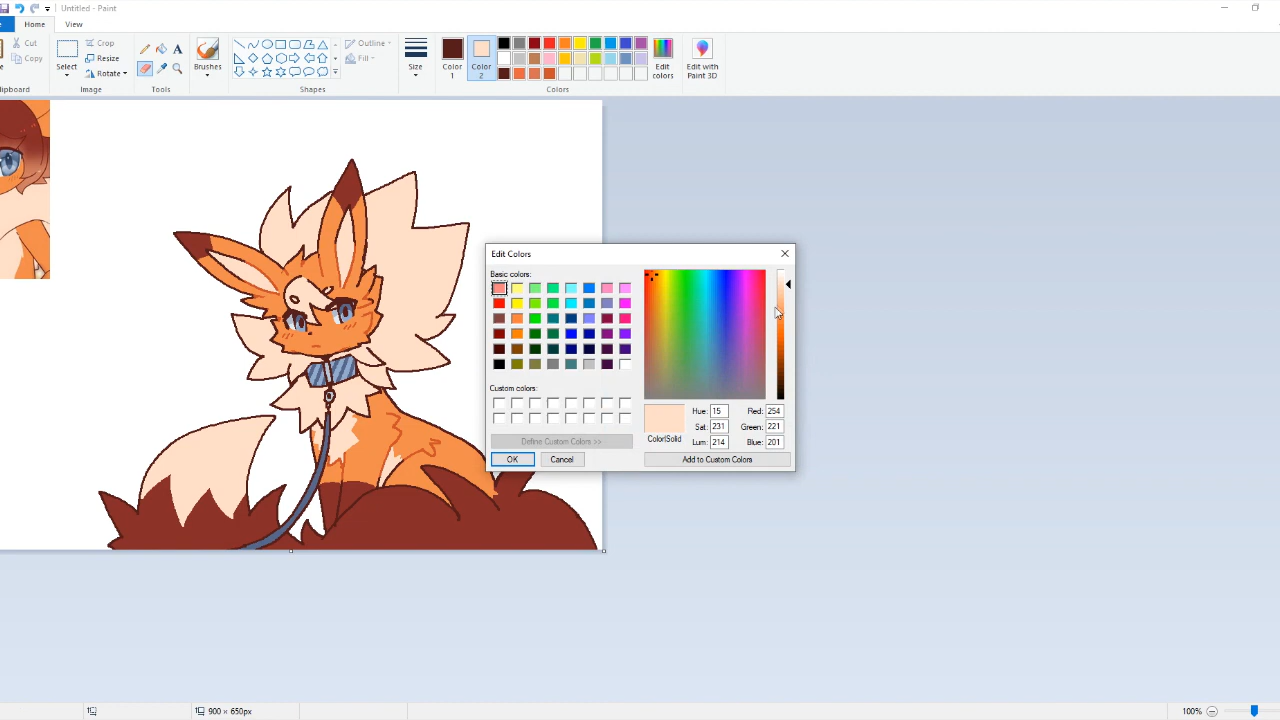 Untitled - Paint
Home View
Cut
Copy
lipboard
Select
Crop
Resize
Rotate
Image
A
Tools
Brushes
Outline
Fill
Shapes
Size
Color
1
Color
2
Edit
colors
Edit with
Paint 3D
Colors
Edit Colors
Basic colors:
Custom colors:
Define Custom Colors >>
OK Cancel
Color|Solid
Hue: 15 Red: 254
Sat: 231 Green: 221
Lum: 214 Blue: 201
Add to Custom Colors
900 × 650px
100%